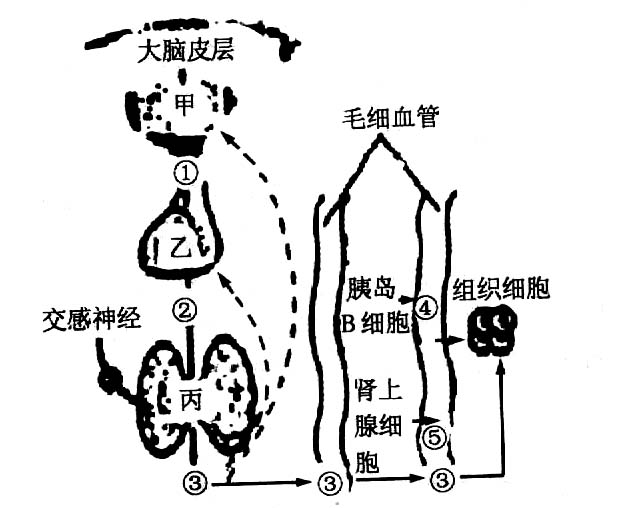 大脑皮层
甲
毛细血管
①
乙
胰岛
B细胞
④
组织细胞
②
交感神经
丙
肾上
腺细
胞
⑤
③
③
③